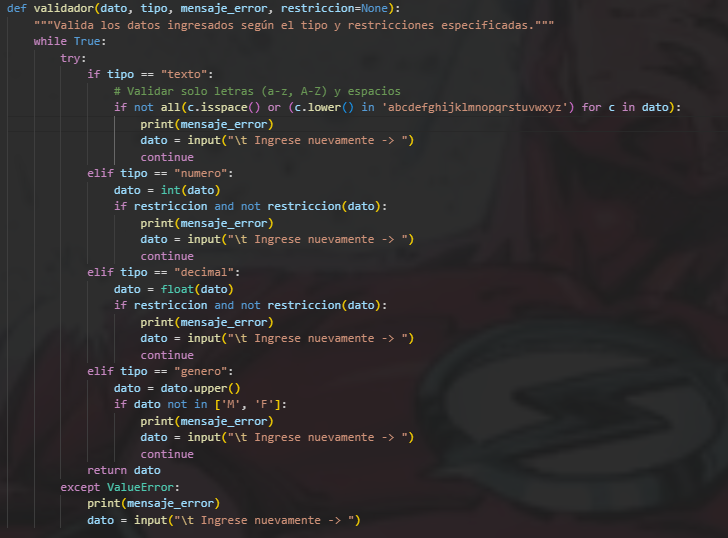 def validador(dato, tipo, mensaje_error, restriccion=None):
    """Valida los datos ingresados según el tipo y restricciones especificadas."""
    while True:
        try:
            if tipo == "texto":
                # Validar solo letras (a-z, A-Z) y espacios
                if not all(c.isspace() or (c.lower() in 'abcdefghijklmnopqrstuvwxyz') for c in dato):
                    print(mensaje_error)
                    dato = input("\t Ingrese nuevamente -> ")
                    continue
            elif tipo == "numero":
                dato = int(dato)
                if restriccion and not restriccion(dato):
                    print(mensaje_error)
                    dato = input("\t Ingrese nuevamente -> ")
                    continue
            elif tipo == "decimal":
                dato = float(dato)
                if restriccion and not restriccion(dato):
                    print(mensaje_error)
                    dato = input("\t Ingrese nuevamente -> ")
                    continue
            elif tipo == "genero":
                dato = dato.upper()
                if dato not in ['M', 'F']:
                    print(mensaje_error)
                    dato = input("\t Ingrese nuevamente -> ")
                    continue
            return dato
        except ValueError:
            print(mensaje_error)
            dato = input("\t Ingrese nuevamente -> ")